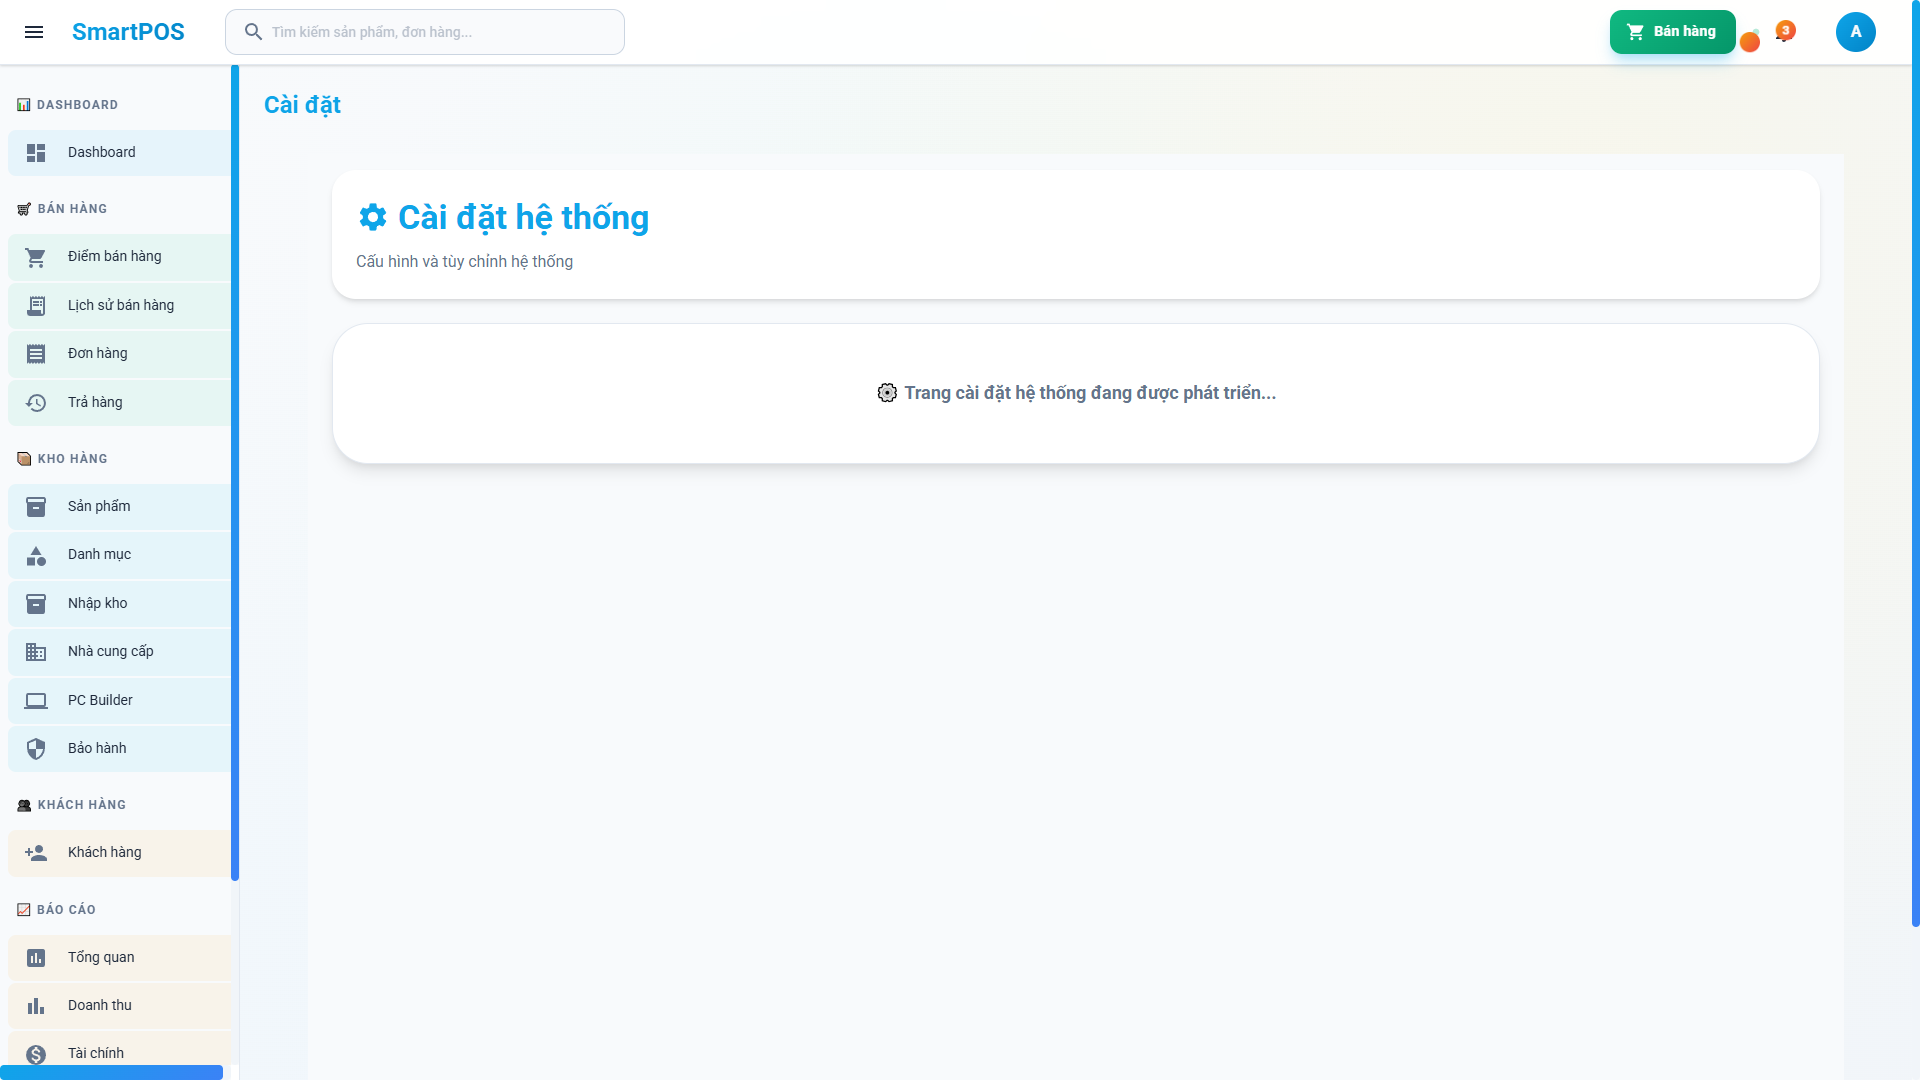 SmartPOS
Tìm kiếm sản phẩm, đơn hàng...
Bán hàng
3
A
DASHBOARD
Dashboard
BÁN HÀNG
Điểm bán hàng
Lịch sử bán hàng
Đơn hàng
Trả hàng
KHO HÀNG
Sản phẩm
Danh mục
Nhập kho
Nhà cung cấp
PC Builder
Bảo hành
KHÁCH HÀNG
Khách hàng
BÁO CÁO
Tổng quan
Doanh thu
Tài chính
Cài đặt
Cài đặt hệ thống
Cấu hình và tùy chỉnh hệ thống
Trang cài đặt hệ thống đang được phát triển...